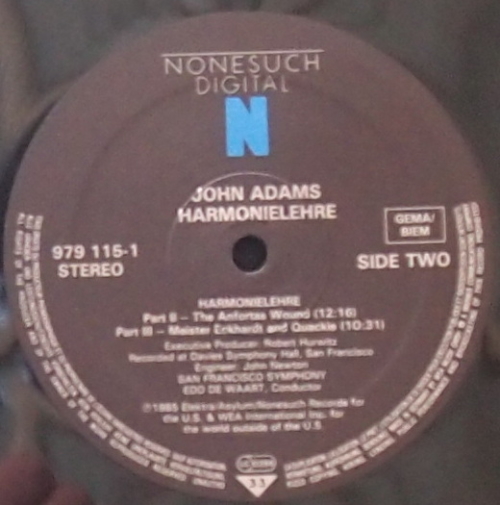 NONESUCH
DIGITAL
N
JOHN ADAMS
HARMONIELEHRE
979 115-1
STEREO
GEMA/
BIEM
SIDE TWO
HARMONIELEHRE
Part II – The Anfortas Wound (12:16)
Part III – Meister Eckhardt and Quackie (10:31)
Executive Producer: Robert Hurwitz
Recorded at Davies Symphony Hall, San Francisco
Engineer: John Newton
SAN FRANCISCO SYMPHONY
EDO DE WAART, Conductor
Ⓟ1985 Elektra/Asylum/Nonesuch Records for
the U.S. & WEA International Inc. for
the world outside of the U.S.
33